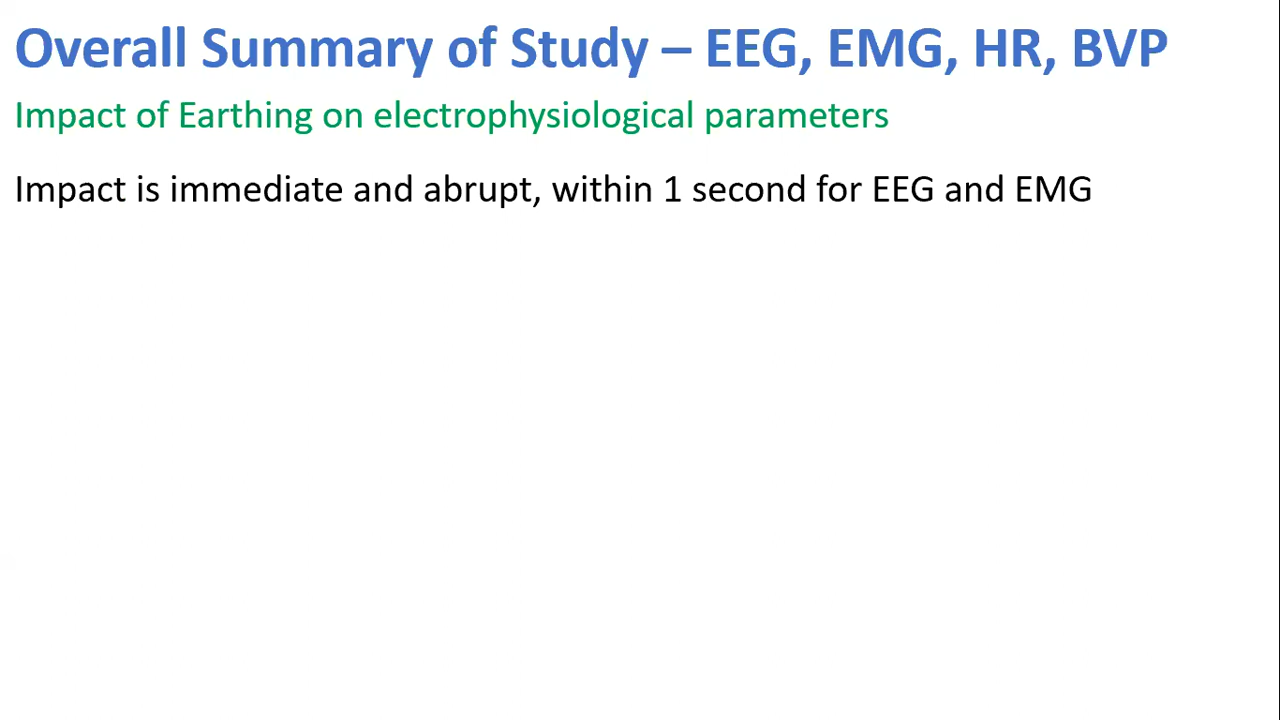 Overall Summary of Study – EEG, EMG, HR, BVP
Impact of Earthing on electrophysiological parameters
Impact is immediate and abrupt, within 1 second for EEG and EMG